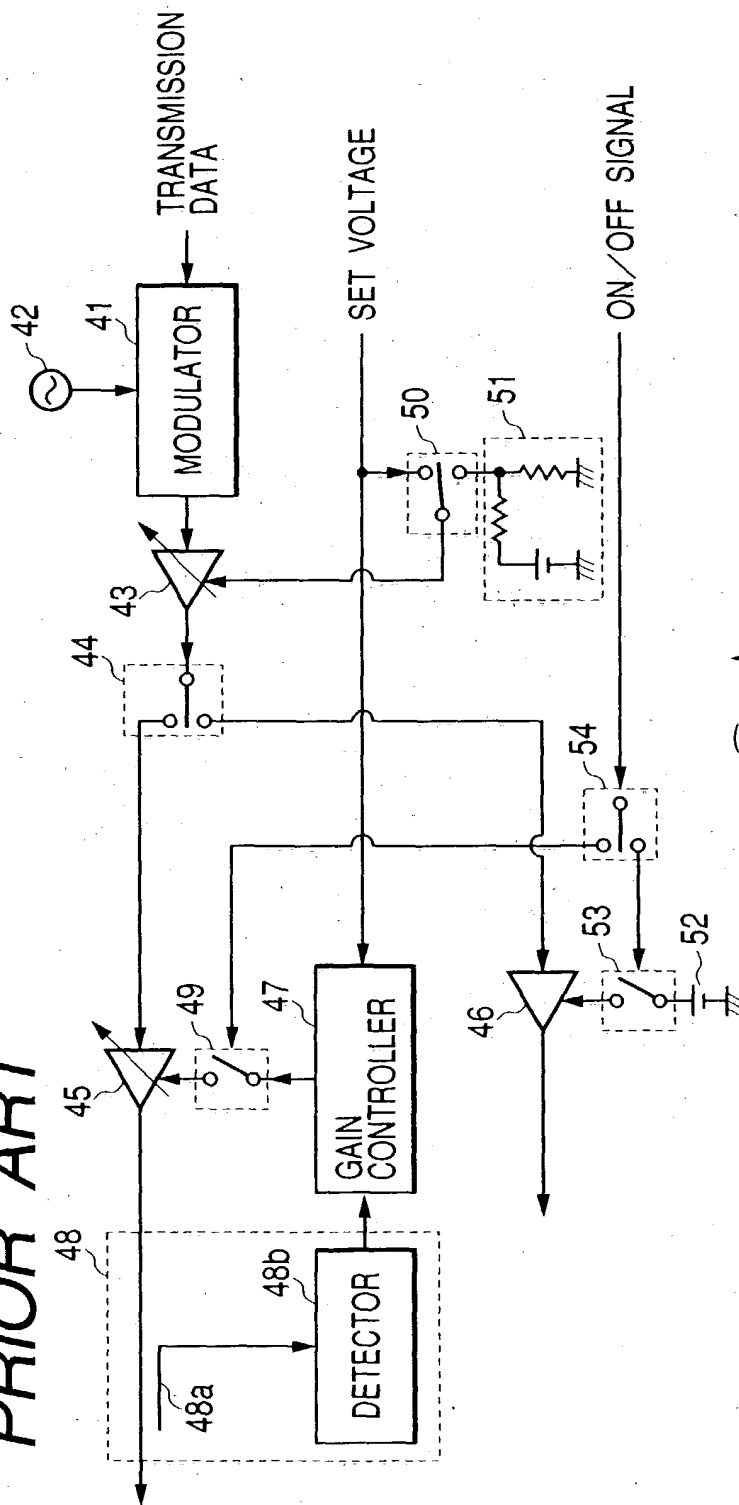 PRIOR ART
42
41
MODULATOR
TRANSMISSION
DATA
43
44
45
48
48a
48b
DETECTOR
49
47
GAIN
CONTROLLER
SET VOLTAGE
50
51
46
53
52
54
ON/OFF SIGNAL